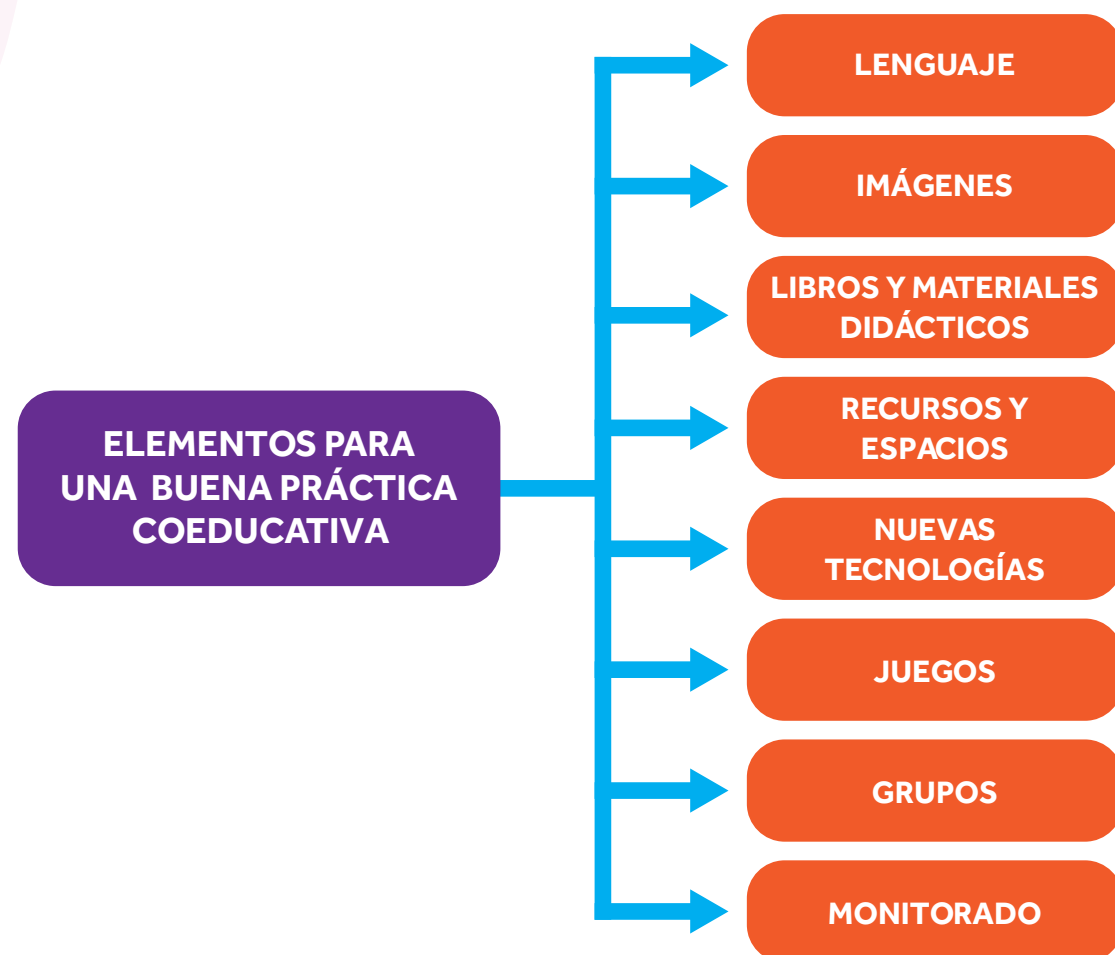 LENGUAJE
IMÁGENES
LIBROS Y MATERIALES
DIDÁCTICOS
RECURSOS Y
ESPACIOS
ELEMENTOS PARA
UNA BUENA PRÁCTICA
COEDUCATIVA
NUEVAS
TECNOLOGÍAS
JUEGOS
GRUPOS
MONITORADO